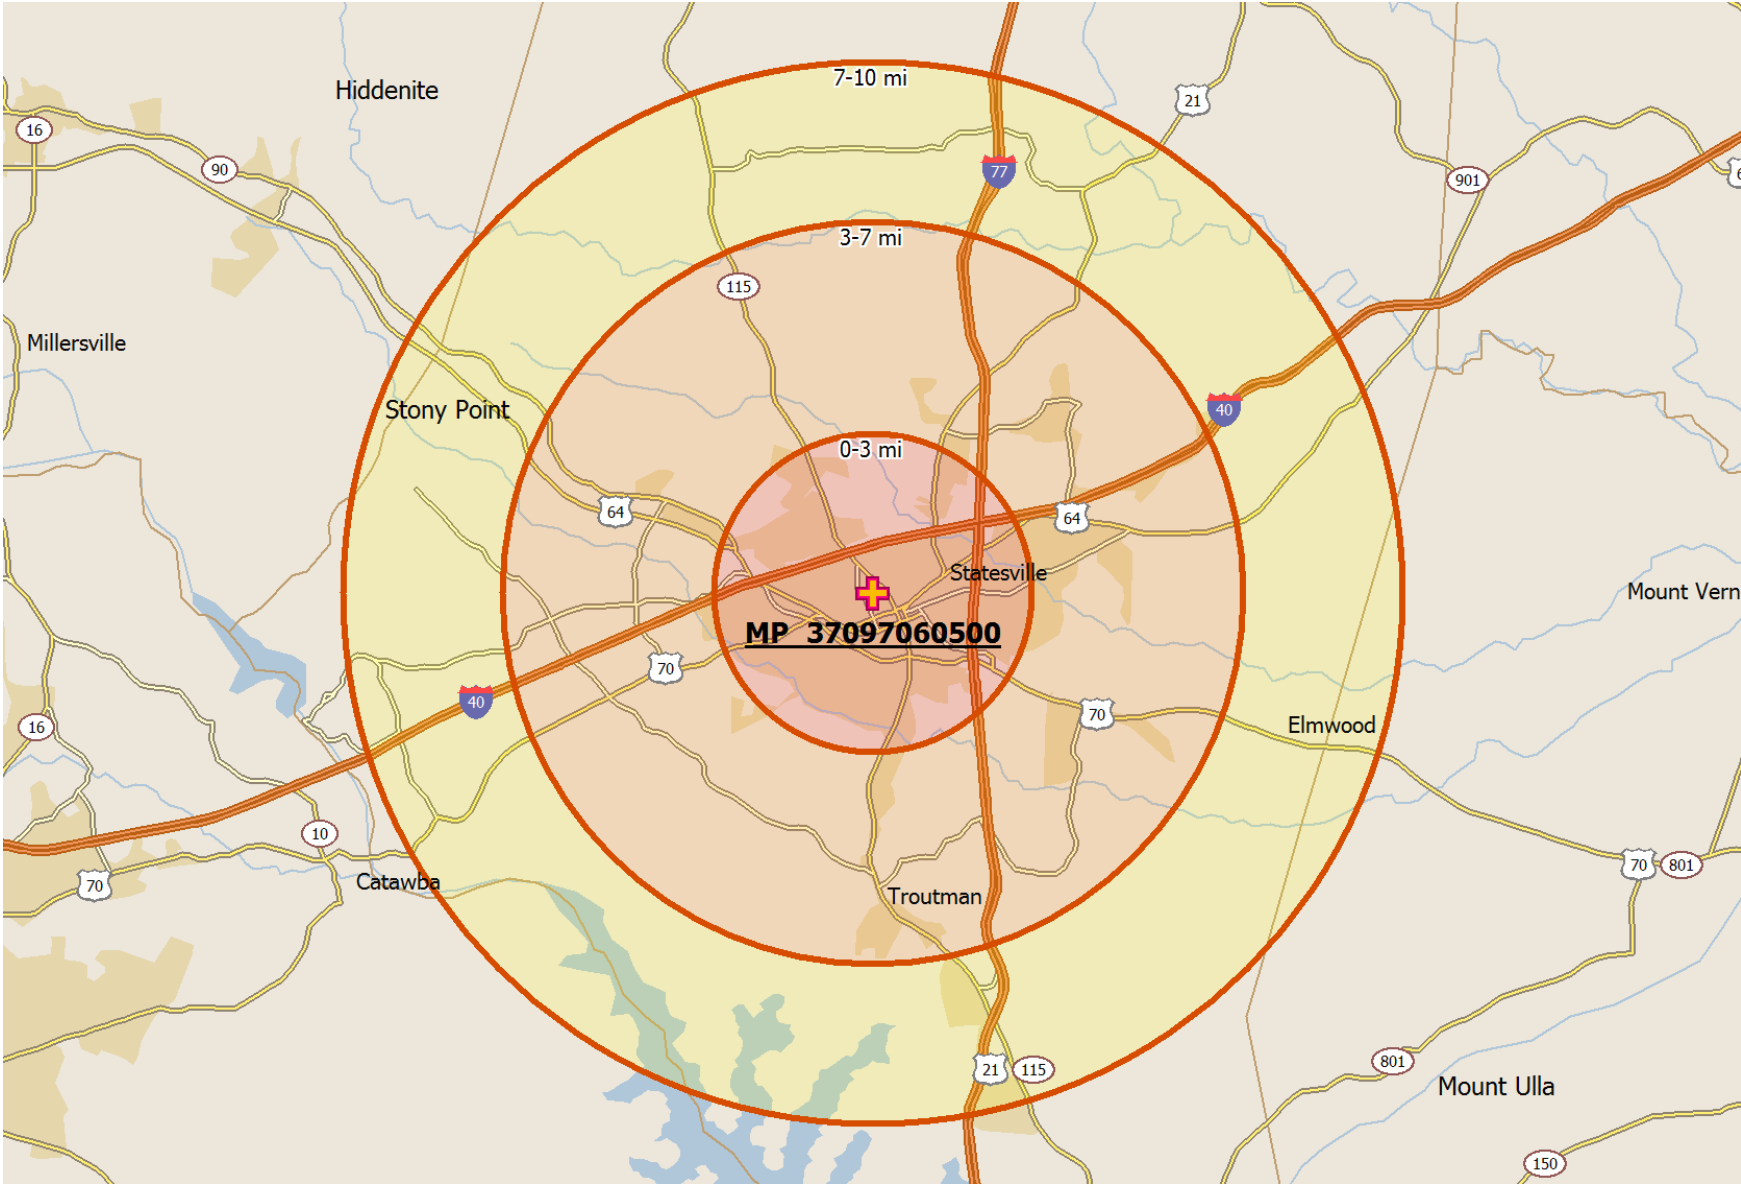 7-10 mi
Hiddenite
21
16
90
77
901
6
3-7 mi
115
Millersville
Stony Point
40
0-3 mi
64
64
Statesville
Mount Vern
MP 37097060500
70
40
70
16
Elmwood
10
70
70
801
Catawba
Troutman
21
115
801
Mount Ulla
150